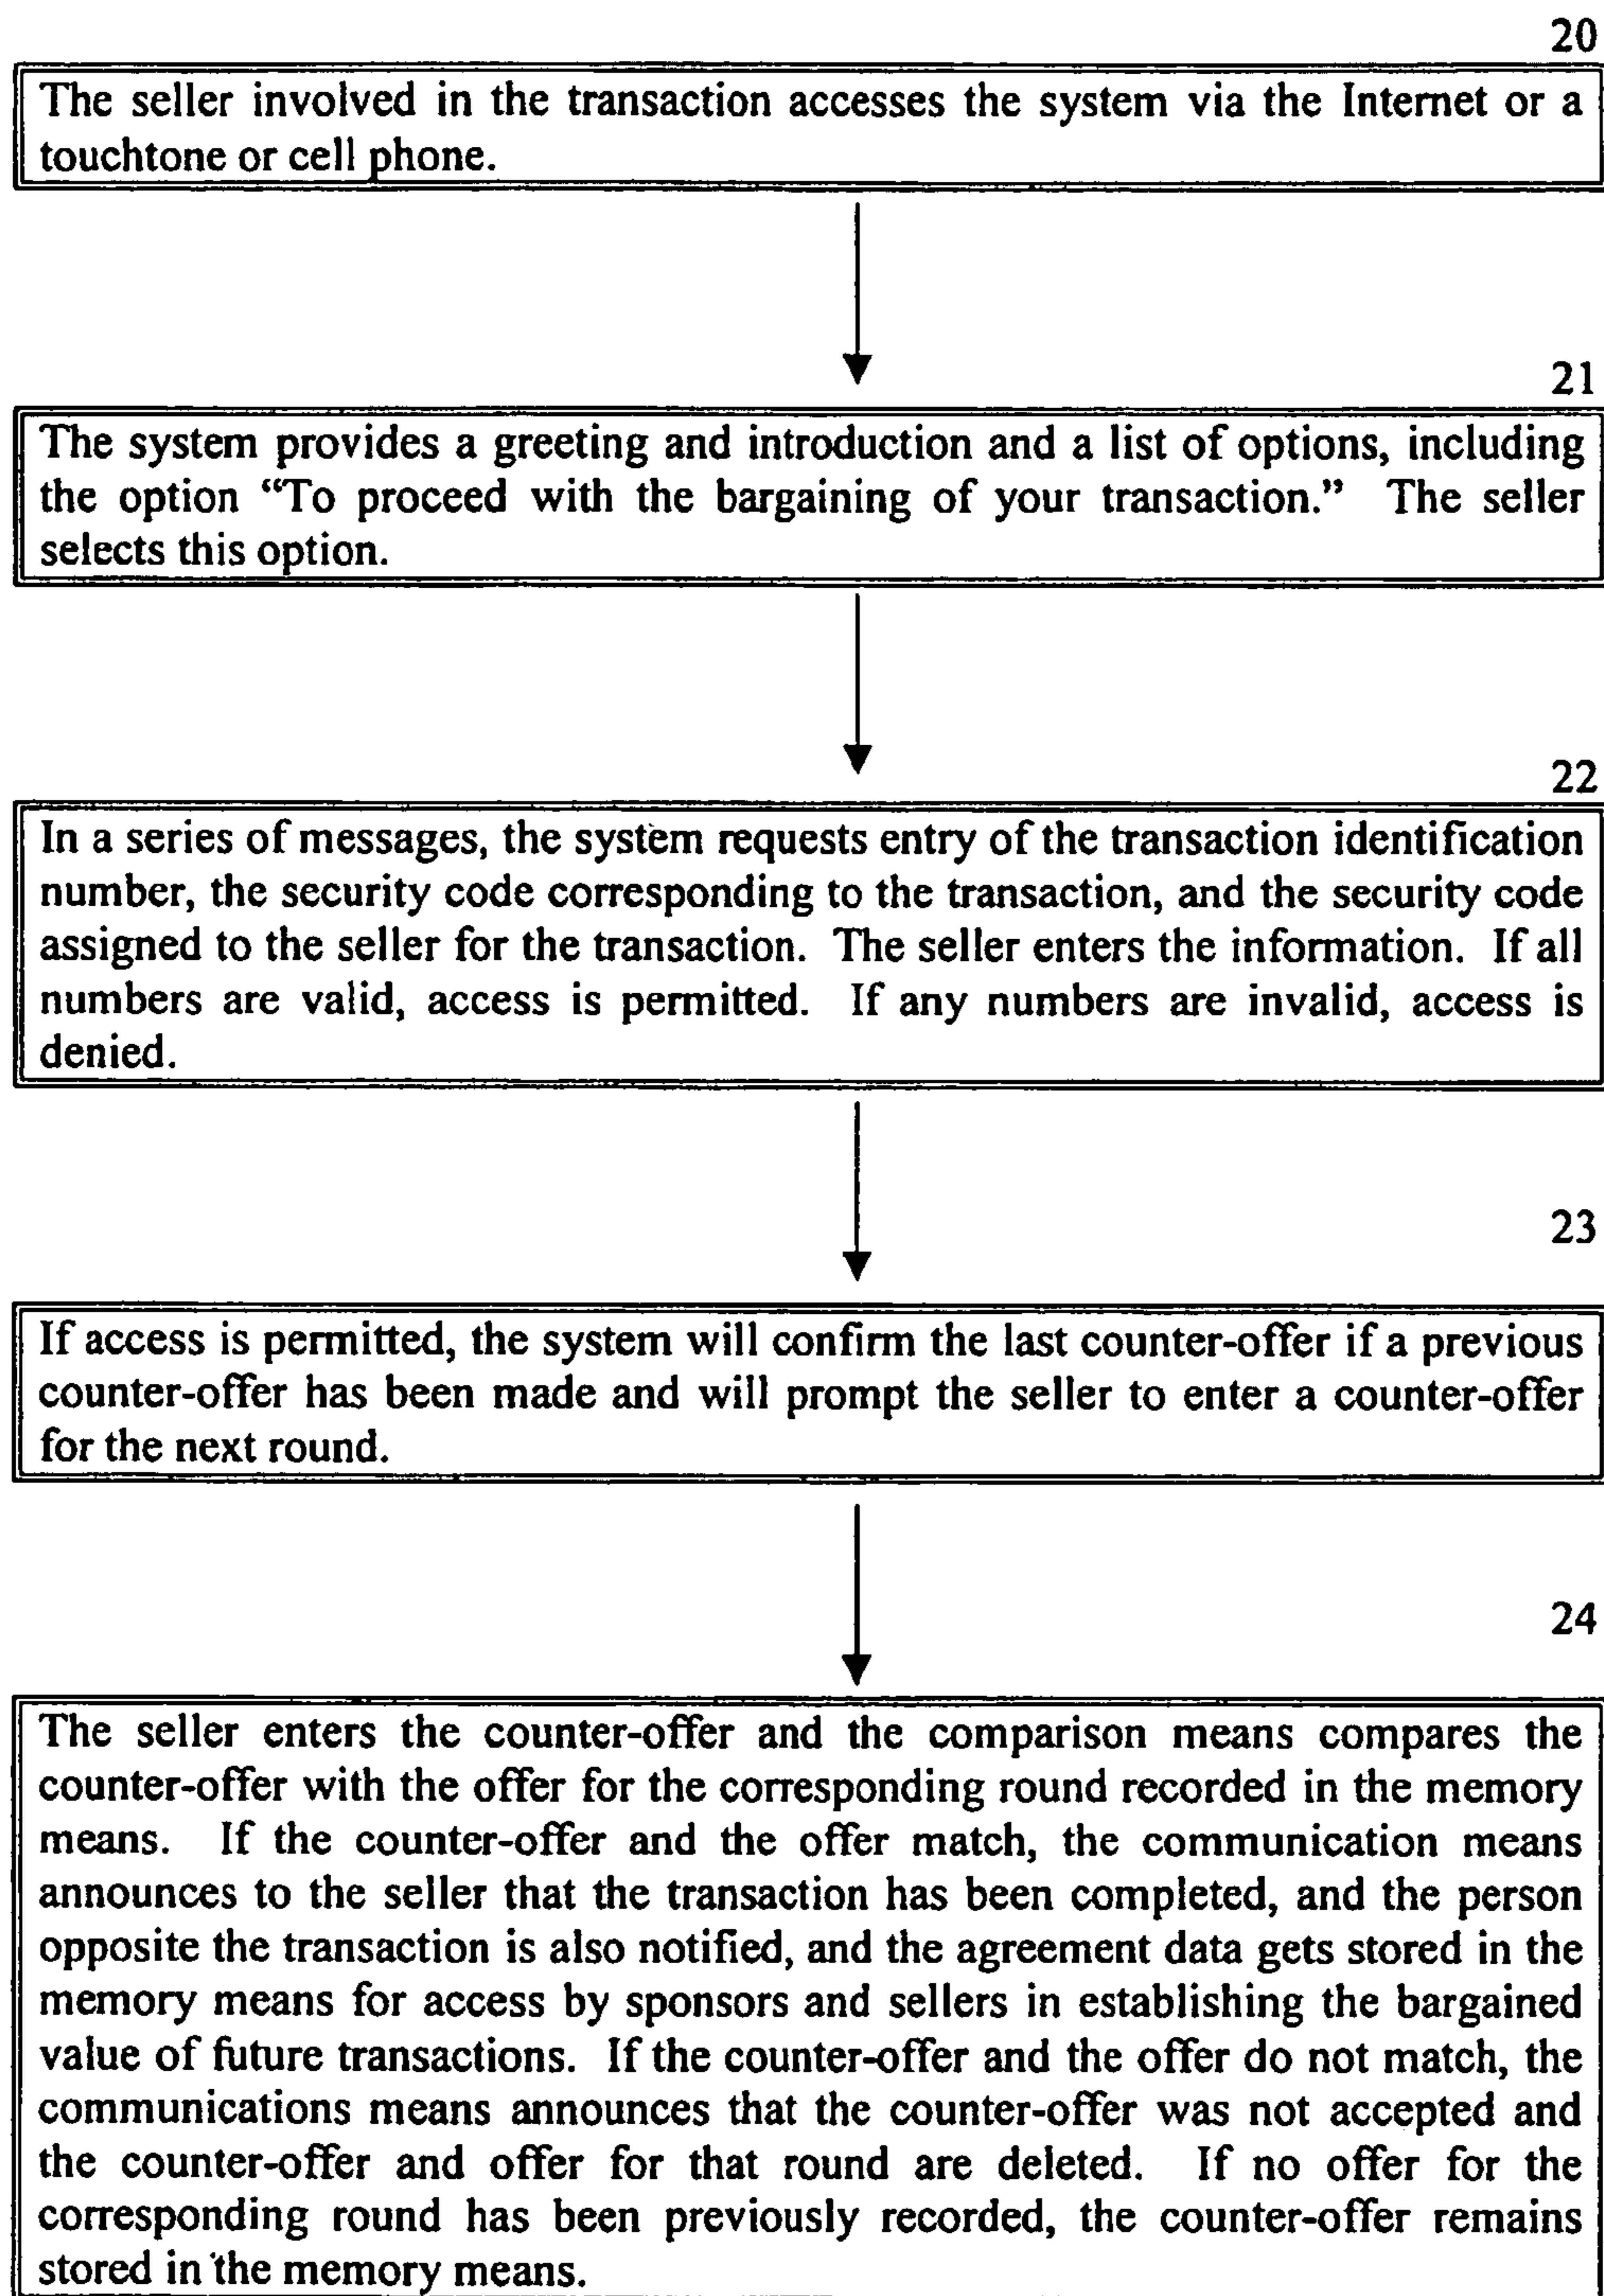 20
The seller involved in the transaction accesses the system via the Internet or a
touchtone or cell phone.
21
The system provides a greeting and introduction and a list of options, including
the option “To proceed with the bargaining of your transaction.” The seller
selects this option.
22
In a series of messages, the system requests entry of the transaction identification
number, the security code corresponding to the transaction, and the security code
assigned to the seller for the transaction. The seller enters the information. If all
numbers are valid, access is permitted. If any numbers are invalid, access is
denied.
23
If access is permitted, the system will confirm the last counter-offer if a previous
counter-offer has been made and will prompt the seller to enter a counter-offer
for the next round.
24
The seller enters the counter-offer and the comparison means compares the
counter-offer with the offer for the corresponding round recorded in the memory
means. If the counter-offer and the offer match, the communication means
announces to the seller that the transaction has been completed, and the person
opposite the transaction is also notified, and the agreement data gets stored in the
memory means for access by sponsors and sellers in establishing the bargained
value of future transactions. If the counter-offer and the offer do not match, the
communications means announces that the counter-offer was not accepted and
the counter-offer and offer for that round are deleted. If no offer for the
corresponding round has been previously recorded, the counter-offer remains
stored in the memory means.